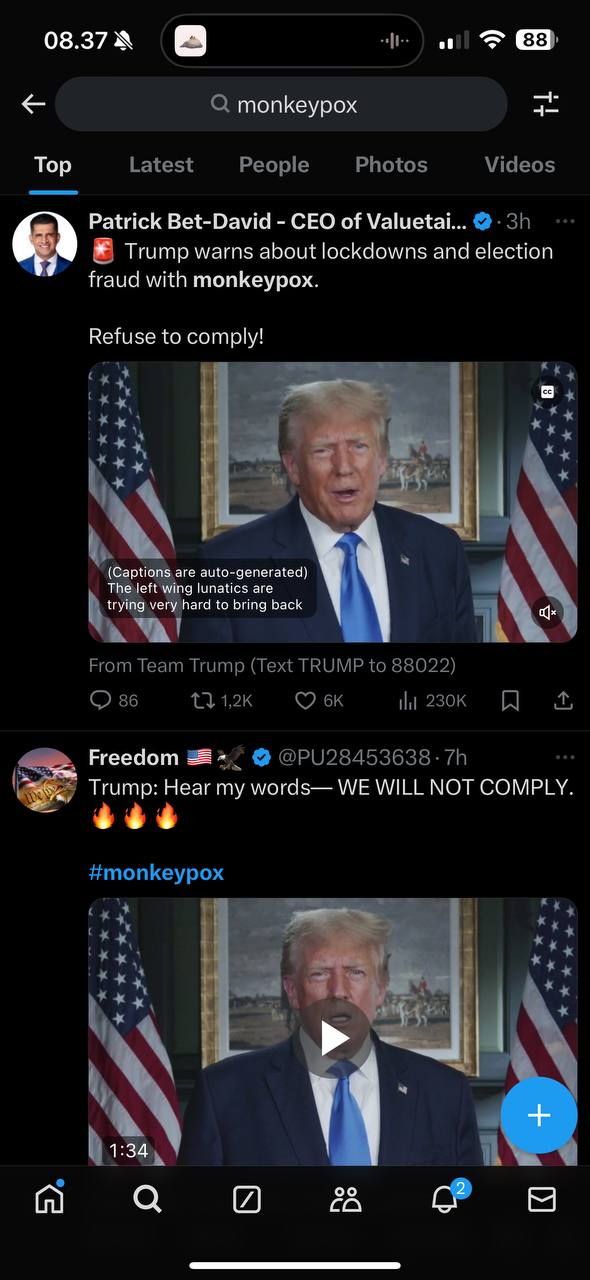 08.37
88
monkeypox
Top Latest People Photos Videos
Patrick Bet-David - CEO of Valuetai... · 3h
🚨 Trump warns about lockdowns and election
fraud with monkeypox.
Refuse to comply!
CC
(Captions are auto-generated)
The left wing lunatics are
trying very hard to bring back
From Team Trump (Text TRUMP to 88022)
86 1,2K 6K 230K
Freedom 🇺🇸🦅 @PU28453638 · 7h
Trump: Hear my words— WE WILL NOT COMPLY.
🔥🔥🔥
#monkeypox
We the
1:34
2